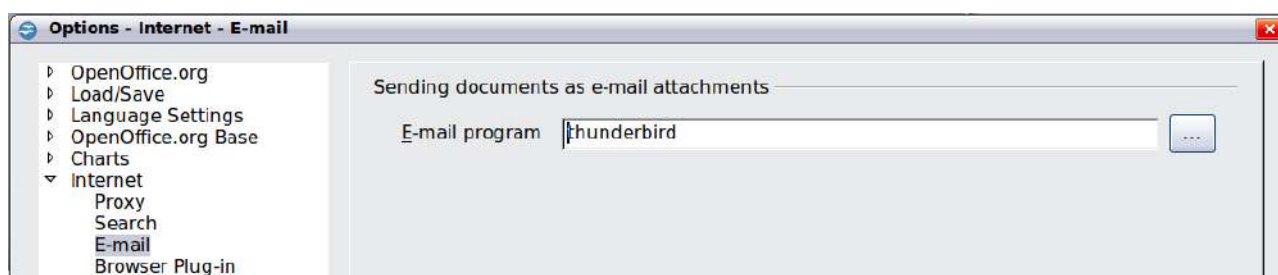 Options - Internet - E-mail
OpenOffice.org
Load/Save
Language Settings
OpenOffice.org Base
Charts
Internet
Proxy
Search
E-mail
Browser Plug-in
Sending documents as e-mail attachments
E-mail program thunderbird ...